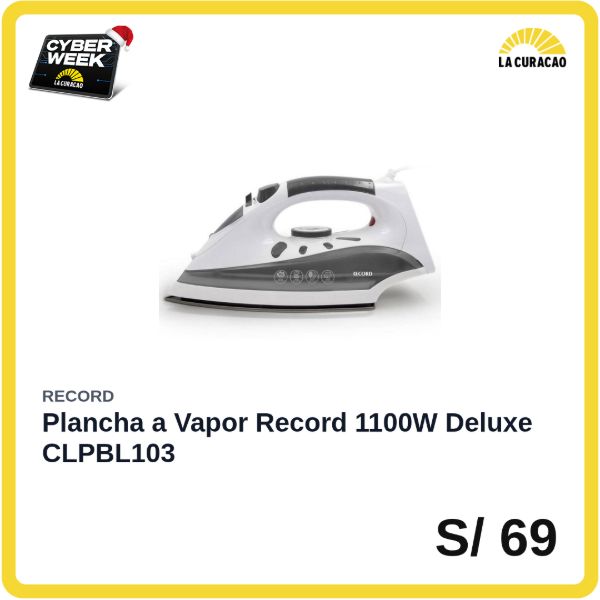 CYBER
WEEK
LA CURACAO
LA CURACAO
RECORD
RECORD
Plancha a Vapor Record 1100W Deluxe
CLPBL103
S/ 69